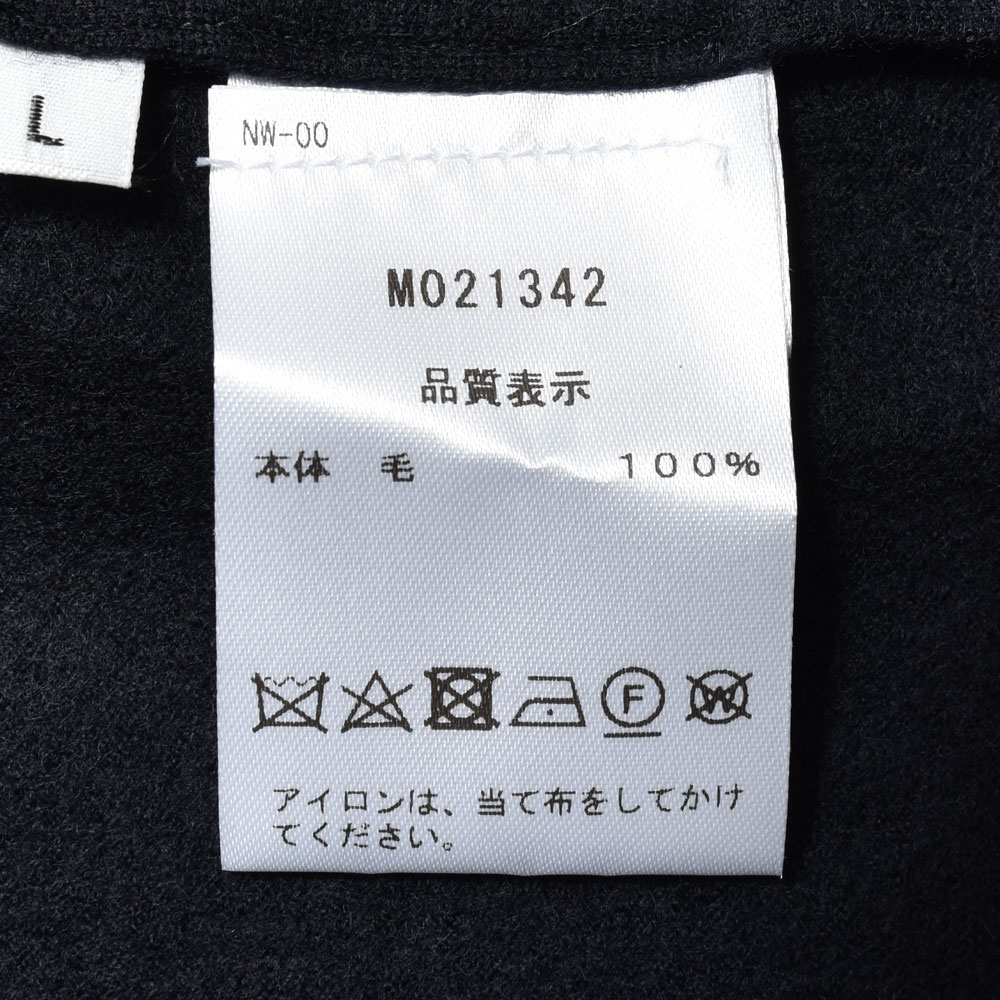 L
NW-00
M021342
品質表示
本体 毛 100%
F W
アイロンは、当て布をしてかけ
てください。